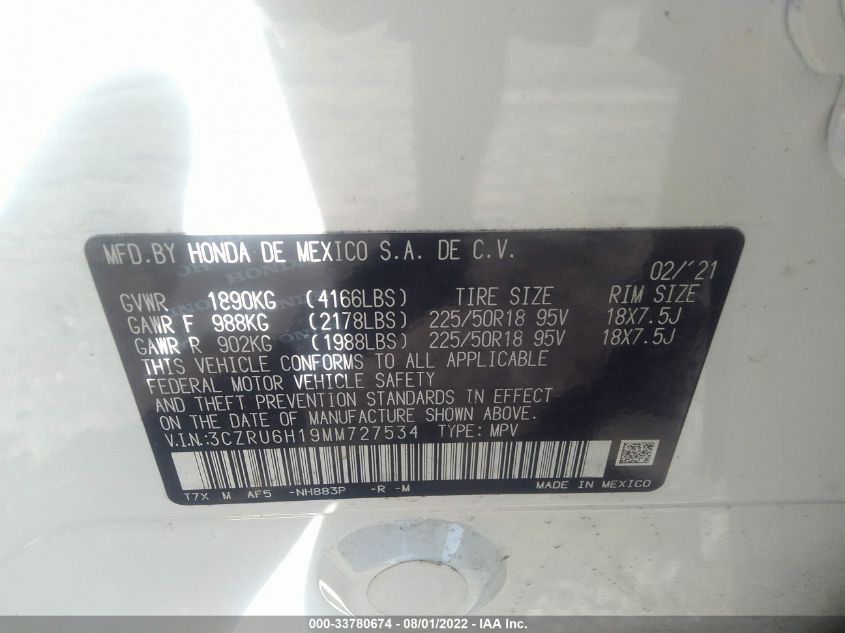 MFD.BY HONDA DE MEXICO S.A. DE C.V.
02/'21
GVWR 1890KG (4166LBS) TIRE SIZE RIM SIZE
GAWR F 988KG (2178LBS) 225/50R18 95V 18X7.5J
GAWR R 902KG (1988LBS) 225/50R18 95V 18X7.5J
THIS VEHICLE CONFORMS TO ALL APPLICABLE
FEDERAL MOTOR VEHICLE SAFETY
AND THEFT PREVENTION STANDARDS IN EFFECT
ON THE DATE OF MANUFACTURE SHOWN ABOVE.
V.I.N:3CZRU6H19MM727534 TYPE: MPV
T7X M AF5 -NH883P -R -M MADE IN MEXICO
000-33780674 / 08/01/2022 - IAA Inc.